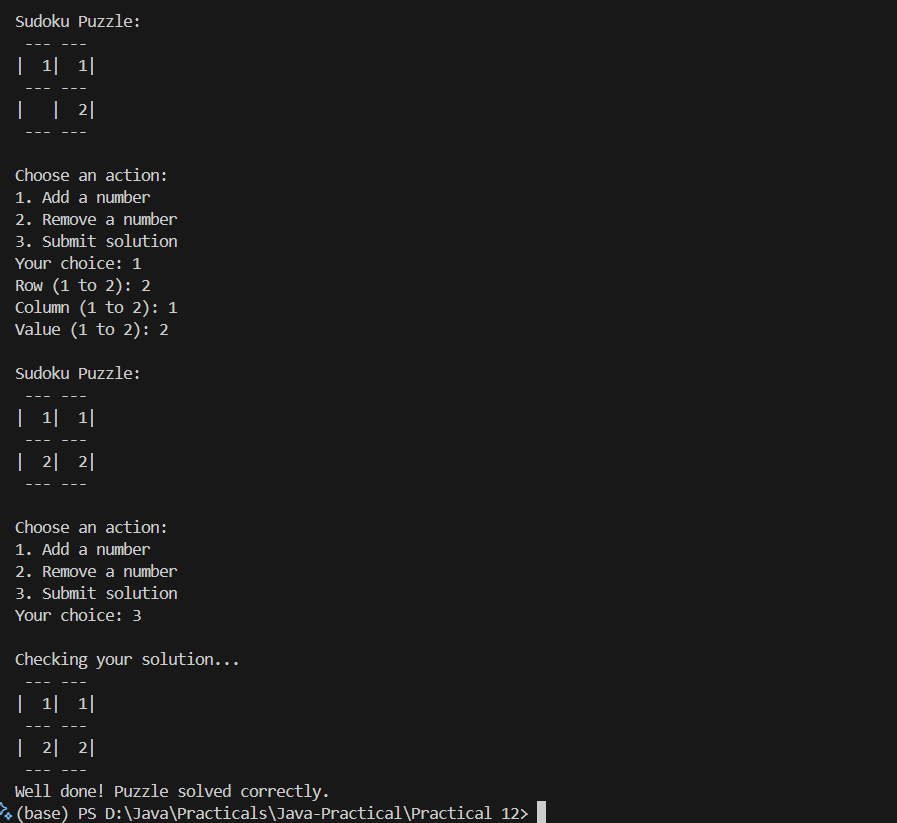 Sudoku Puzzle:
 --- ---
|  1|  1|
 --- ---
|   |  2|
 --- ---
Choose an action:
1. Add a number
2. Remove a number
3. Submit solution
Your choice: 1
Row (1 to 2): 2
Column (1 to 2): 1
Value (1 to 2): 2
Sudoku Puzzle:
 --- ---
|  1|  1|
 --- ---
|  2|  2|
 --- ---
Choose an action:
1. Add a number
2. Remove a number
3. Submit solution
Your choice: 3
Checking your solution...
 --- ---
|  1|  1|
 --- ---
|  2|  2|
 --- ---
Well done! Puzzle solved correctly.
(base) PS D:\Java\Practicals\Java-Practical\Practical 12>